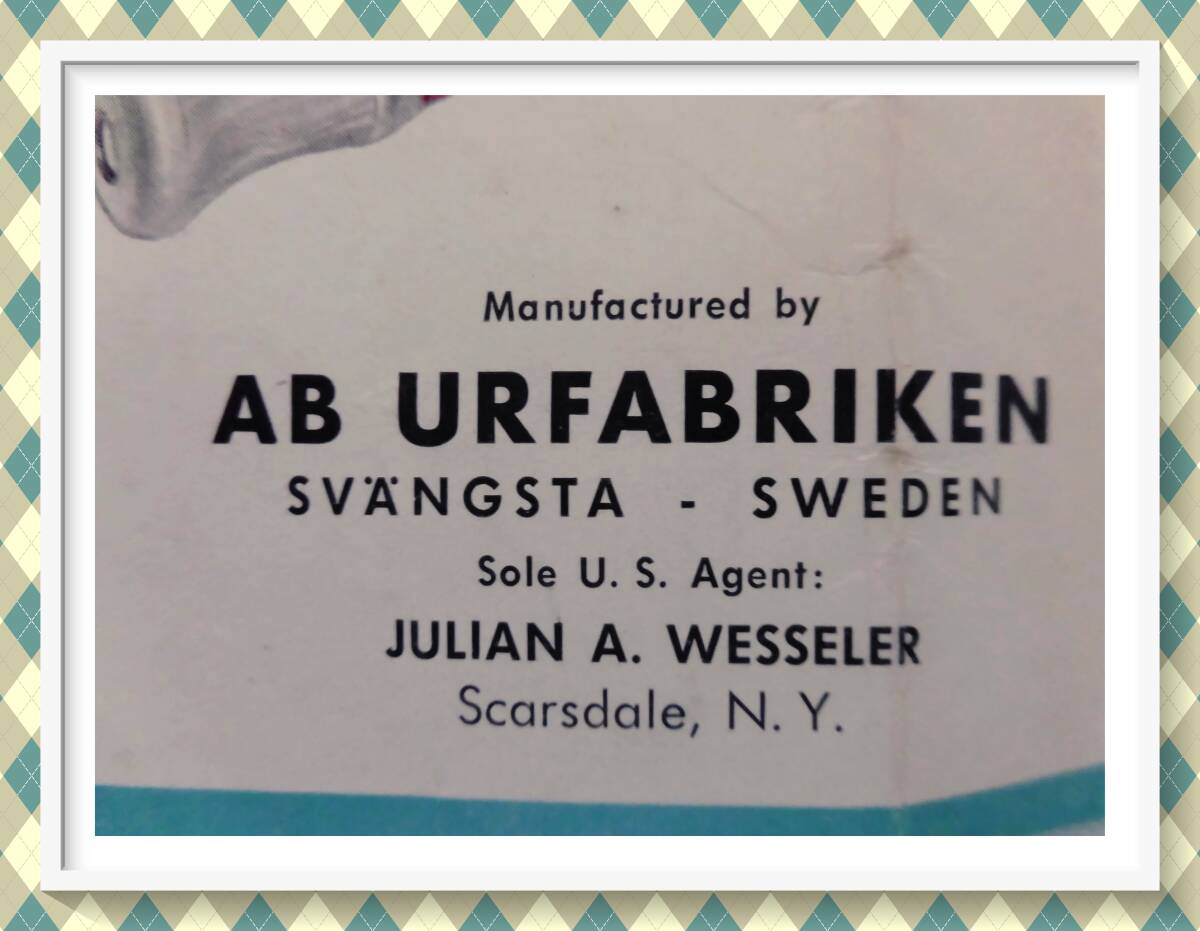 Manufactured by
AB URFABRIKEN
SVÄNGSTA - SWEDEN
Sole U. S. Agent:
JULIAN A. WESSELER
Scarsdale, N. Y.